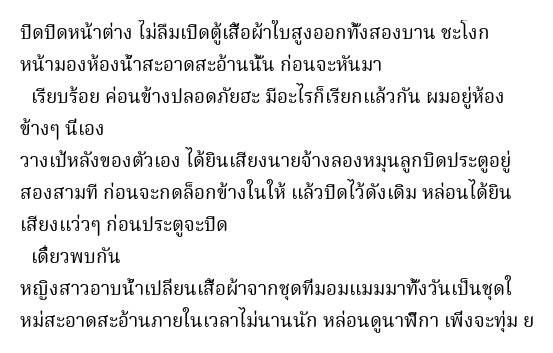 ปิดปิดหน้าต่าง ไม่ลืมเปิดตู้เสื้อผ้าใบสูงออกทั้งสองบาน ชะโงก
หน้ามองห้องน้ำสะอาดสะอ้านนั้น ก่อนจะหันมา
เรียบร้อย ค่อนข้างปลอดภัยฮะ มีอะไรก็เรียกแล้วกัน ผมอยู่ห้อง
ข้างๆ นี่เอง
วางเป้หลังของตัวเอง ได้ยินเสียงนายจ้างลองหมุนลูกบิดประตูอยู่
สองสามที ก่อนจะกดล็อกข้างในให้ แล้วปิดไว้ดังเดิม หล่อนได้ยิน
เสียงแว่วๆ ก่อนประตูจะปิด
เดี๋ยวพบกัน
หญิงสาวอาบน้ำเปลี่ยนเสื้อผ้าจากชุดที่มอมแมมมาทั้งวันเป็นชุดใ
หม่สะอาดสะอ้านภายในเวลาไม่นานนัก หล่อนดูนาฬิกา เพิ่งจะทุ่ม ย